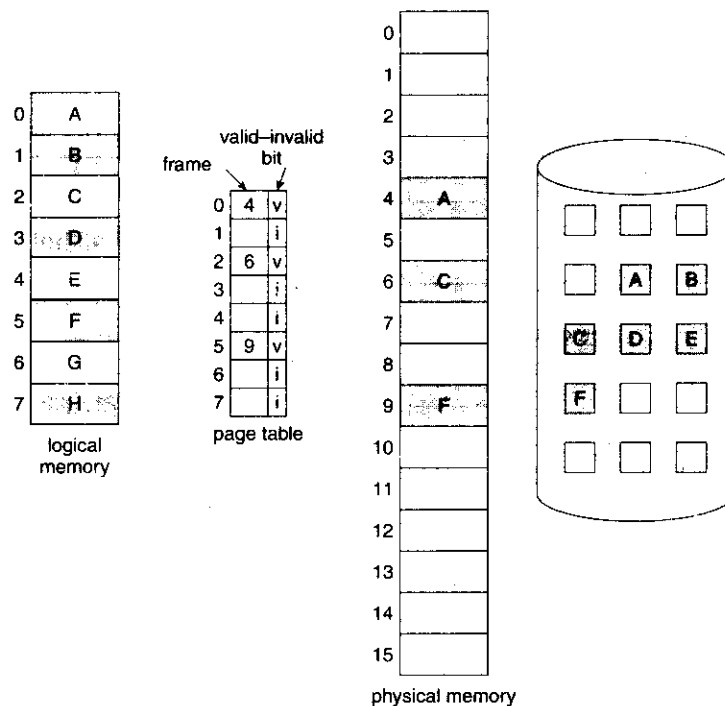 0 A
1 B
2 C
3 D
4 E
5 F
6 G
7 H
logical
memory
valid–invalid
bit
frame
0 4 v
1 i
2 6 v
3 i
4 i
5 9 v
6 i
7 i
page table
0
1
2
3
4 A
5
6 C
7
8
9 F
10
11
12
13
14
15
physical memory
A B
C D E
F